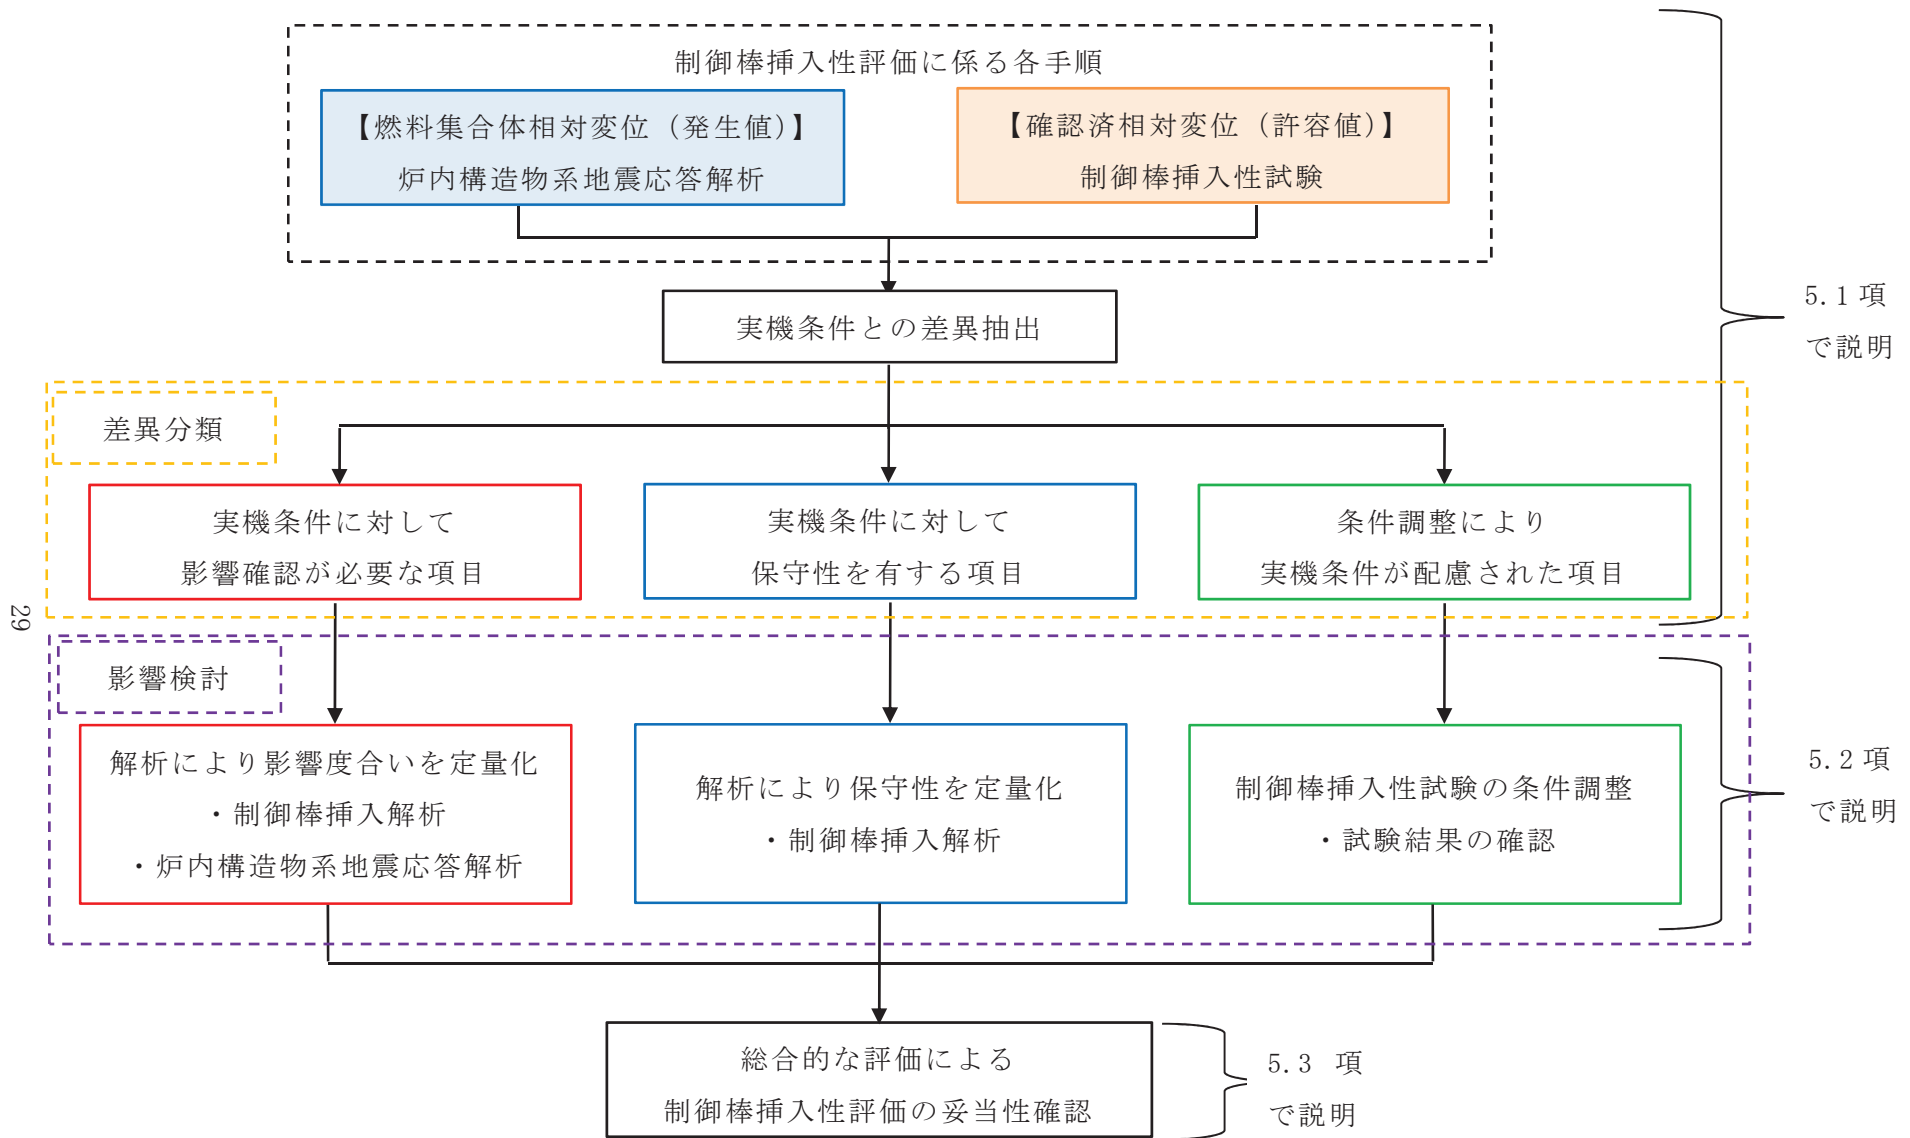 制御棒挿入性評価に係る各手順
【燃料集合体相対変位（発生値）】
炉内構造物系地震応答解析
【確認済相対変位（許容値）】
制御棒挿入性試験
実機条件との差異抽出
5.1項
で説明
差異分類
実機条件に対して
影響確認が必要な項目
実機条件に対して
保守性を有する項目
条件調整により
実機条件が配慮された項目
29
影響検討
解析により影響度合いを定量化
・制御棒挿入解析
・炉内構造物系地震応答解析
解析により保守性を定量化
・制御棒挿入解析
制御棒挿入性試験の条件調整
・試験結果の確認
5.2項
で説明
総合的な評価による
制御棒挿入性評価の妥当性確認
5.3 項
で説明